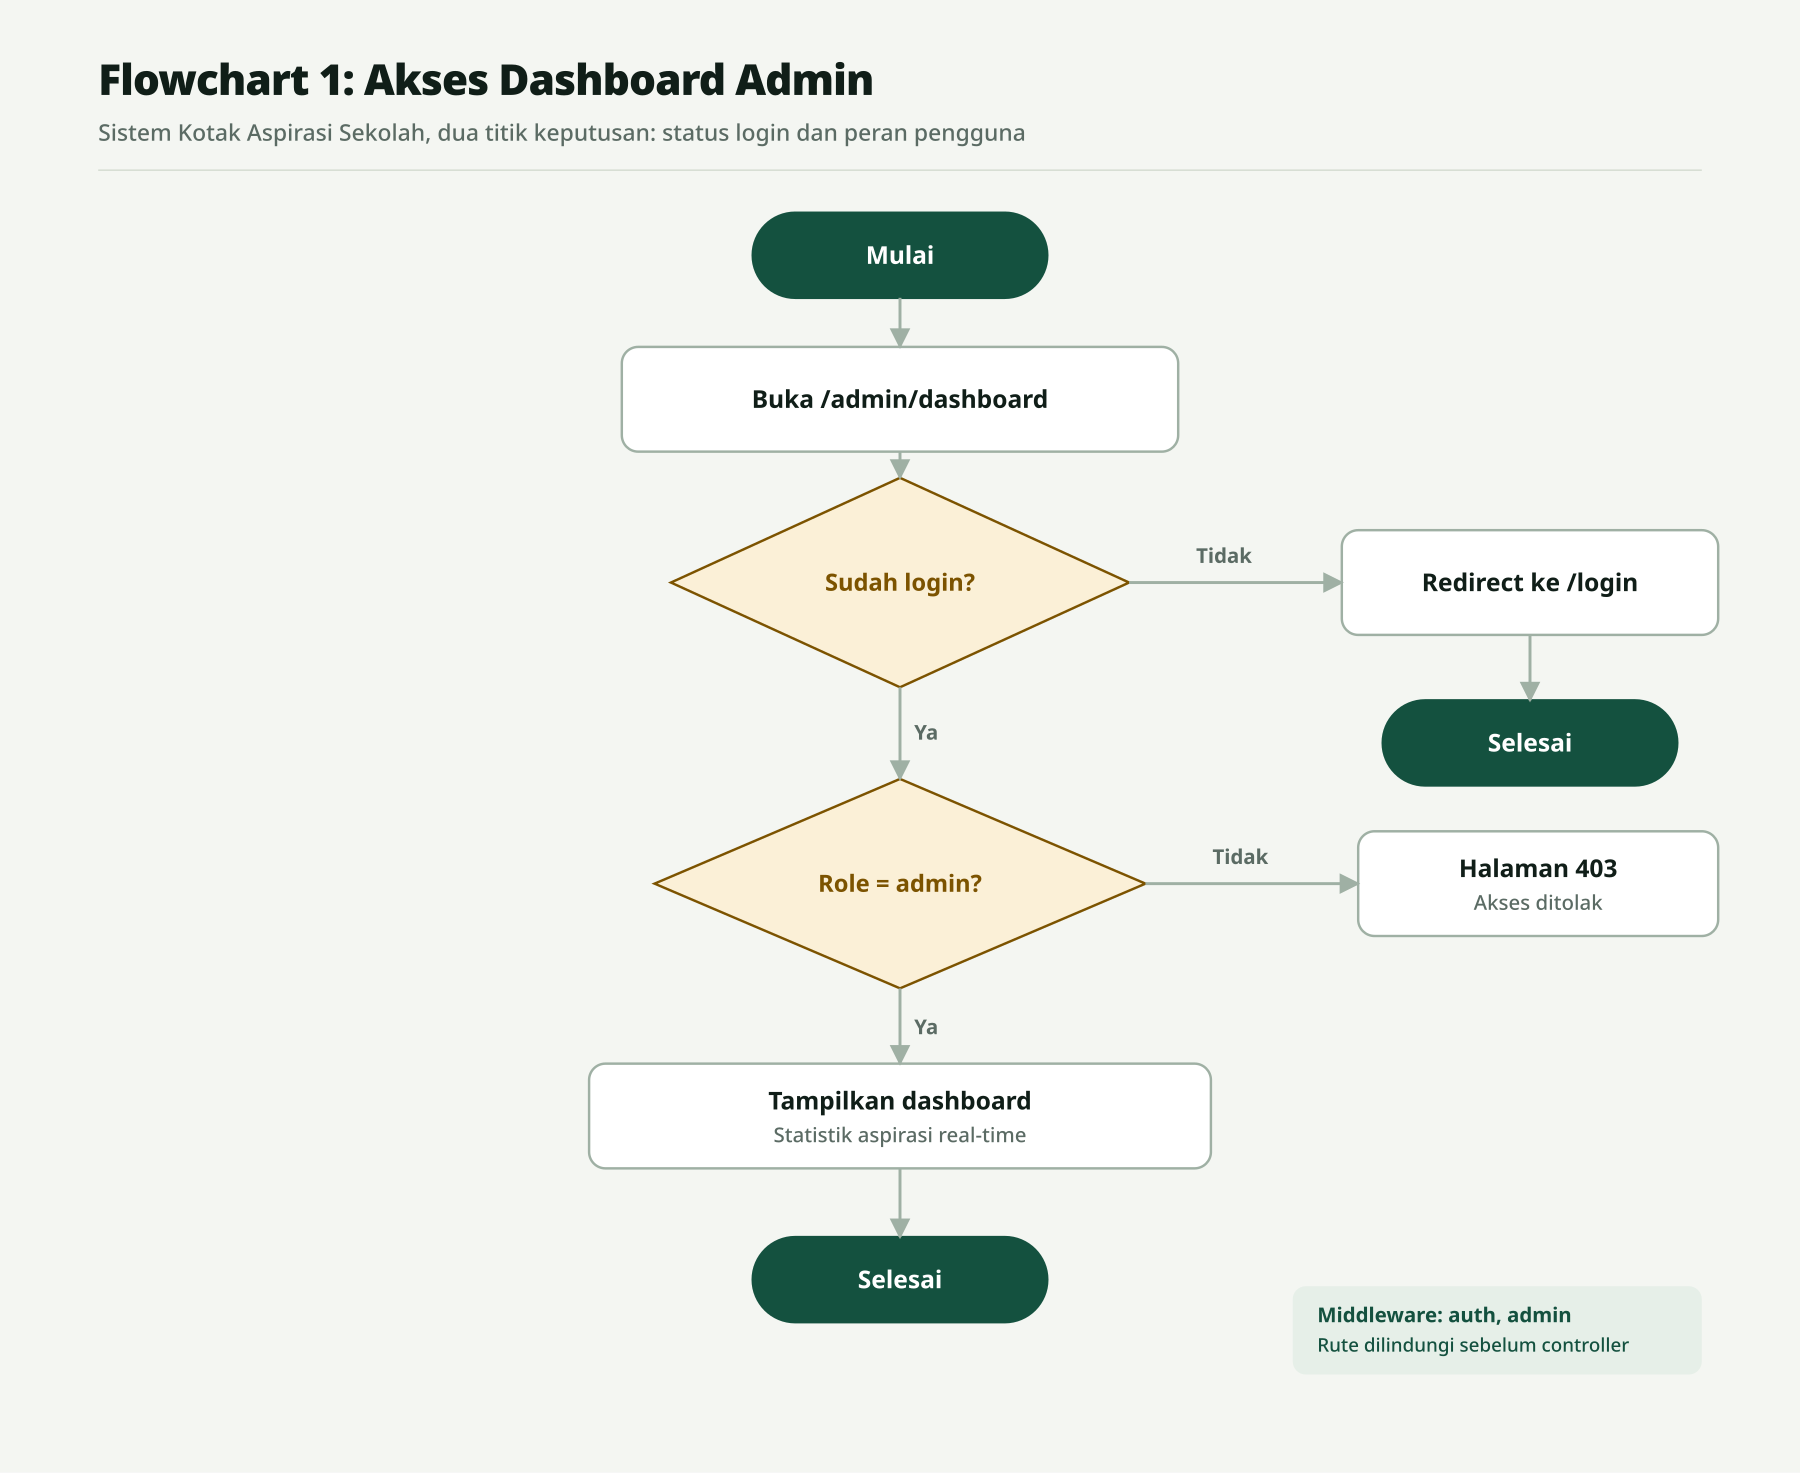 Flowchart 1: Akses Dashboard Admin
Sistem Kotak Aspirasi Sekolah, dua titik keputusan: status login dan peran pengguna
Mulai
Buka /admin/dashboard
Sudah login?
Tidak
Redirect ke /login
Ya
Selesai
Role = admin?
Tidak
Halaman 403
Akses ditolak
Ya
Tampilkan dashboard
Statistik aspirasi real-time
Selesai
Middleware: auth, admin
Rute dilindungi sebelum controller